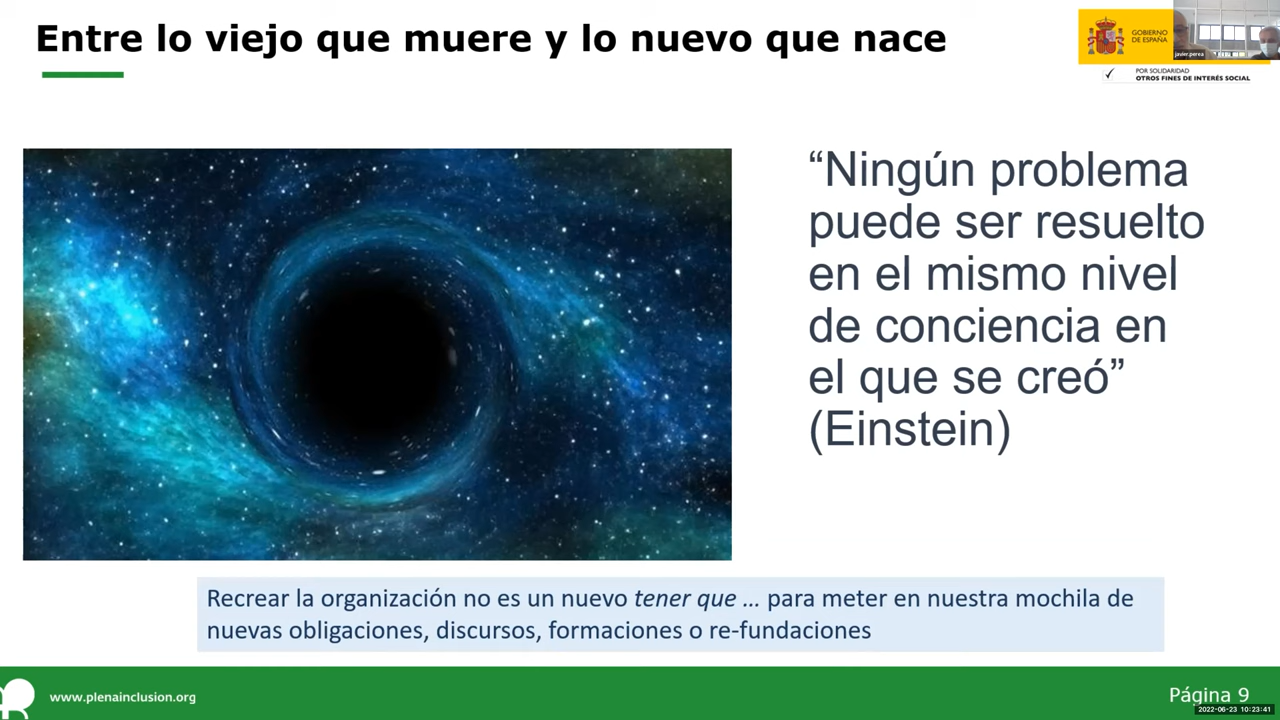 Entre lo viejo que muere y lo nuevo que nace
GOBIERNO
DE ESPAÑA
javier.perea
POR SOLIDARIDAD
OTROS FINES DE INTERÉS SOCIAL
“Ningún problema
puede ser resuelto
en el mismo nivel
de conciencia en
el que se creó”
(Einstein)
Recrear la organización no es un nuevo tener que … para meter en nuestra mochila de
nuevas obligaciones, discursos, formaciones o re-fundaciones
www.plenainclusion.org
Página 9
2022-06-23 10:23:41